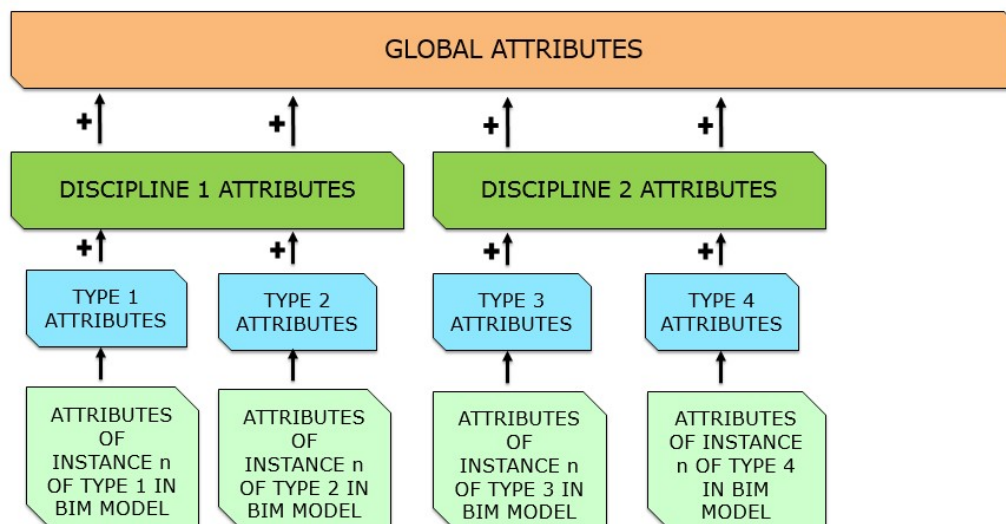 GLOBAL ATTRIBUTES
+ + + +
DISCIPLINE 1 ATTRIBUTES
DISCIPLINE 2 ATTRIBUTES
+ + + +
TYPE 1
ATTRIBUTES
TYPE 2
ATTRIBUTES
TYPE 3
ATTRIBUTES
TYPE 4
ATTRIBUTES
ATTRIBUTES
OF
INSTANCE n
OF TYPE 1 IN
BIM MODEL
ATTRIBUTES
OF
INSTANCE n
OF TYPE 2 IN
BIM MODEL
ATTRIBUTES
OF
INSTANCE n
OF TYPE 3 IN
BIM MODEL
ATTRIBUTES
OF INSTANCE
n OF TYPE 4
IN BIM
MODEL